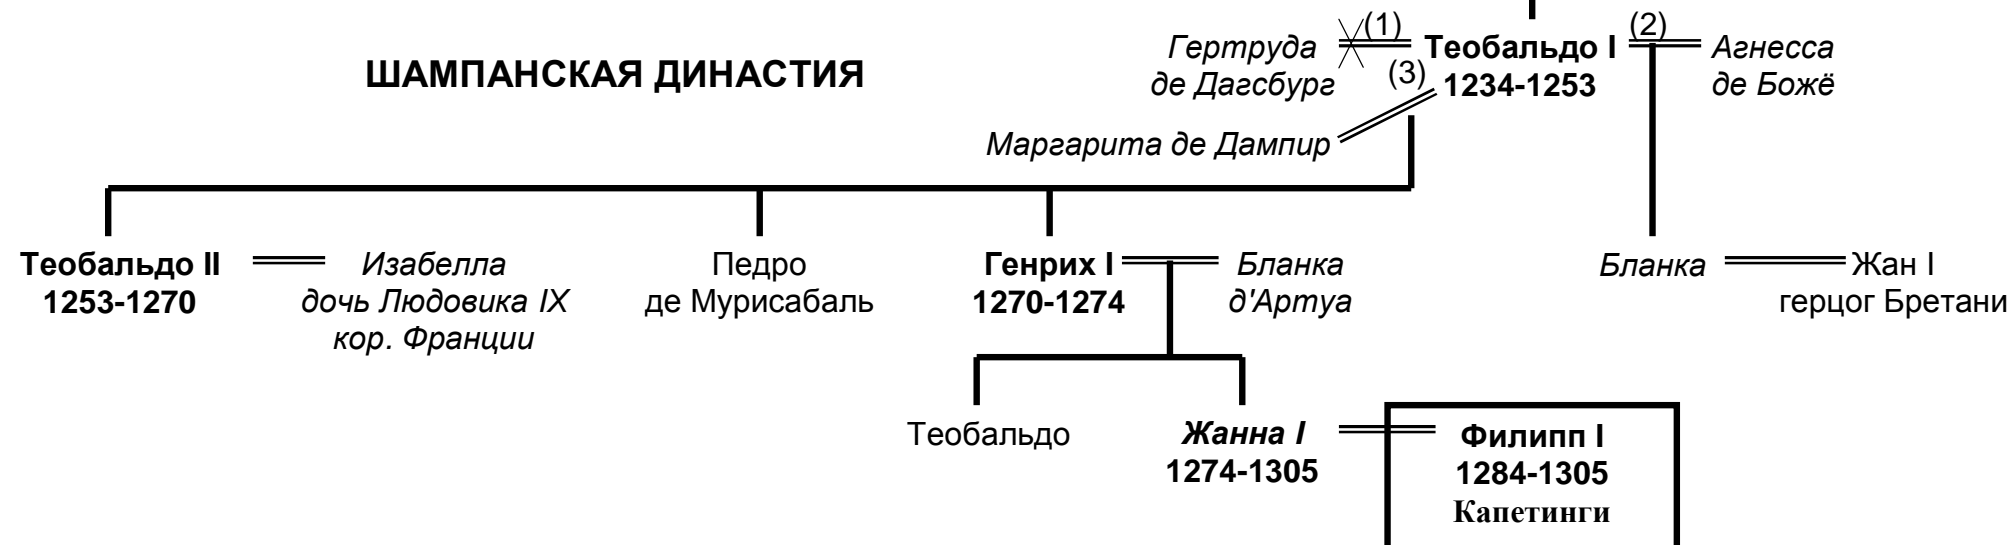 (1)
(2)
Гертруда
де Дагсбург
Теобальдо I
1234-1253
Агнесса
де Божё
ШАМПАНСКАЯ ДИНАСТИЯ
(3)
Маргарита де Дампир
Теобальдо II
1253-1270
Изабелла
дочь Людовика IX
кор. Франции
Педро
де Мурисабаль
Генрих I
1270-1274
Бланка
д'Артуа
Бланка
Жан I
герцог Бретани
Теобальдо
Жанна I
1274-1305
Филипп I
1284-1305
Капетинги